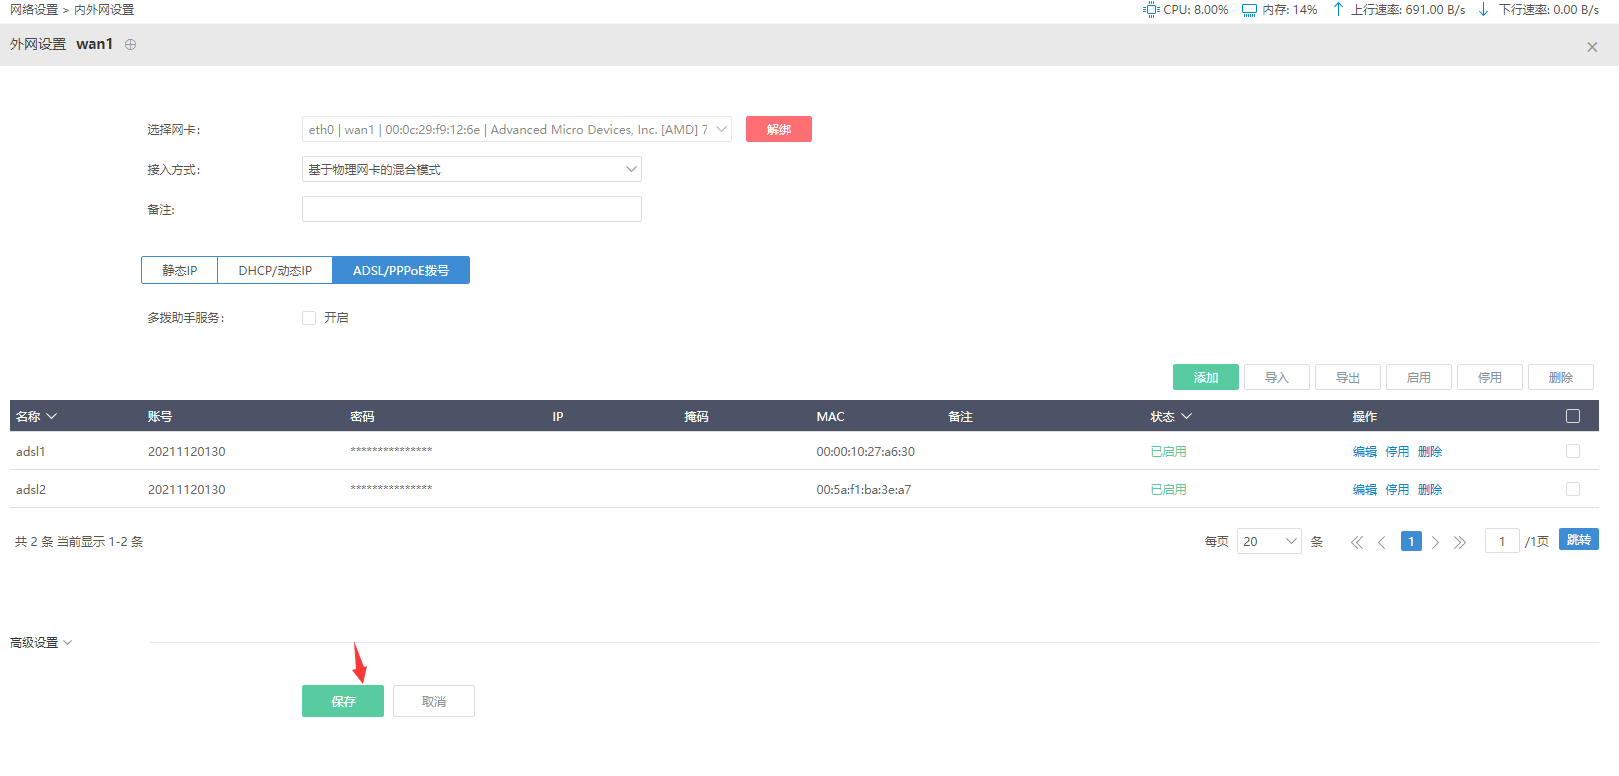 网络设置 > 内外网设置
CPU: 8.00% 内存: 14% 上行速率: 691.00 B/s 下行速率: 0.00 B/s
外网设置 wan1
选择网卡:
eth0 | wan1 | 00:0c:29:f9:12:6e | Advanced Micro Devices, Inc. [AMD] 7
解绑
接入方式:
基于物理网卡的混合模式
备注:
静态IP DHCP/动态IP ADSL/PPPoE拨号
多拨助手服务: 开启
添加 导入 导出 启用 停用 删除
名称 账号 密码 IP 掩码 MAC 备注 状态 操作
adsl1 20211120130 *************** 00:00:10:27:a6:30 已启用 编辑 停用 删除
adsl2 20211120130 *************** 00:5a:f1:ba:3e:a7 已启用 编辑 停用 删除
共 2 条 当前显示 1-2 条
每页 20 条 1 1 /1页 跳转
高级设置
保存 取消